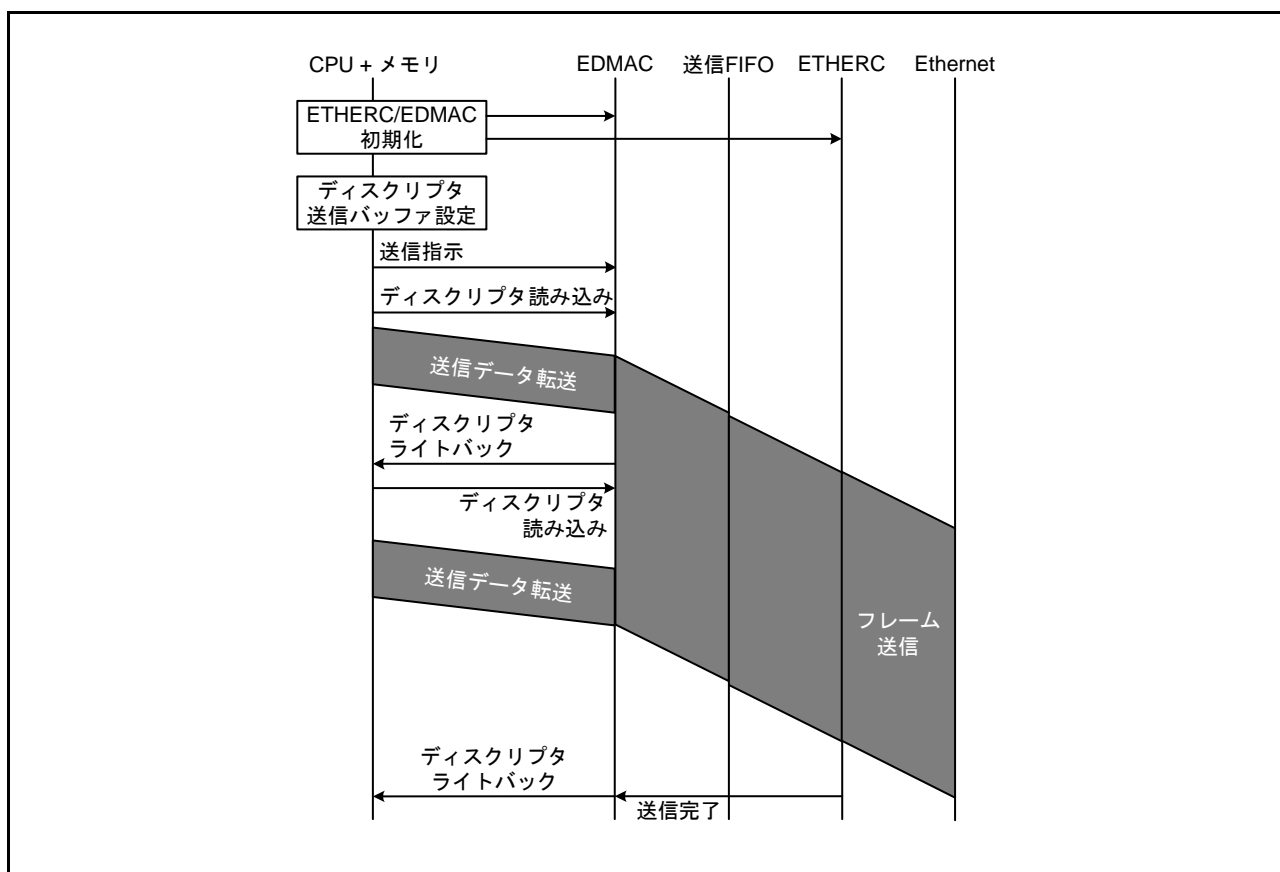 CPU + メモリ
EDMAC
送信FIFO
ETHERC
Ethernet
ETHERC/EDMAC
初期化
ディスクリプタ
送信バッファ設定
送信指示
ディスクリプタ読み込み
送信データ転送
ディスクリプタ
ライトバック
ディスクリプタ
読み込み
送信データ転送
フレーム
送信
ディスクリプタ
ライトバック
送信完了